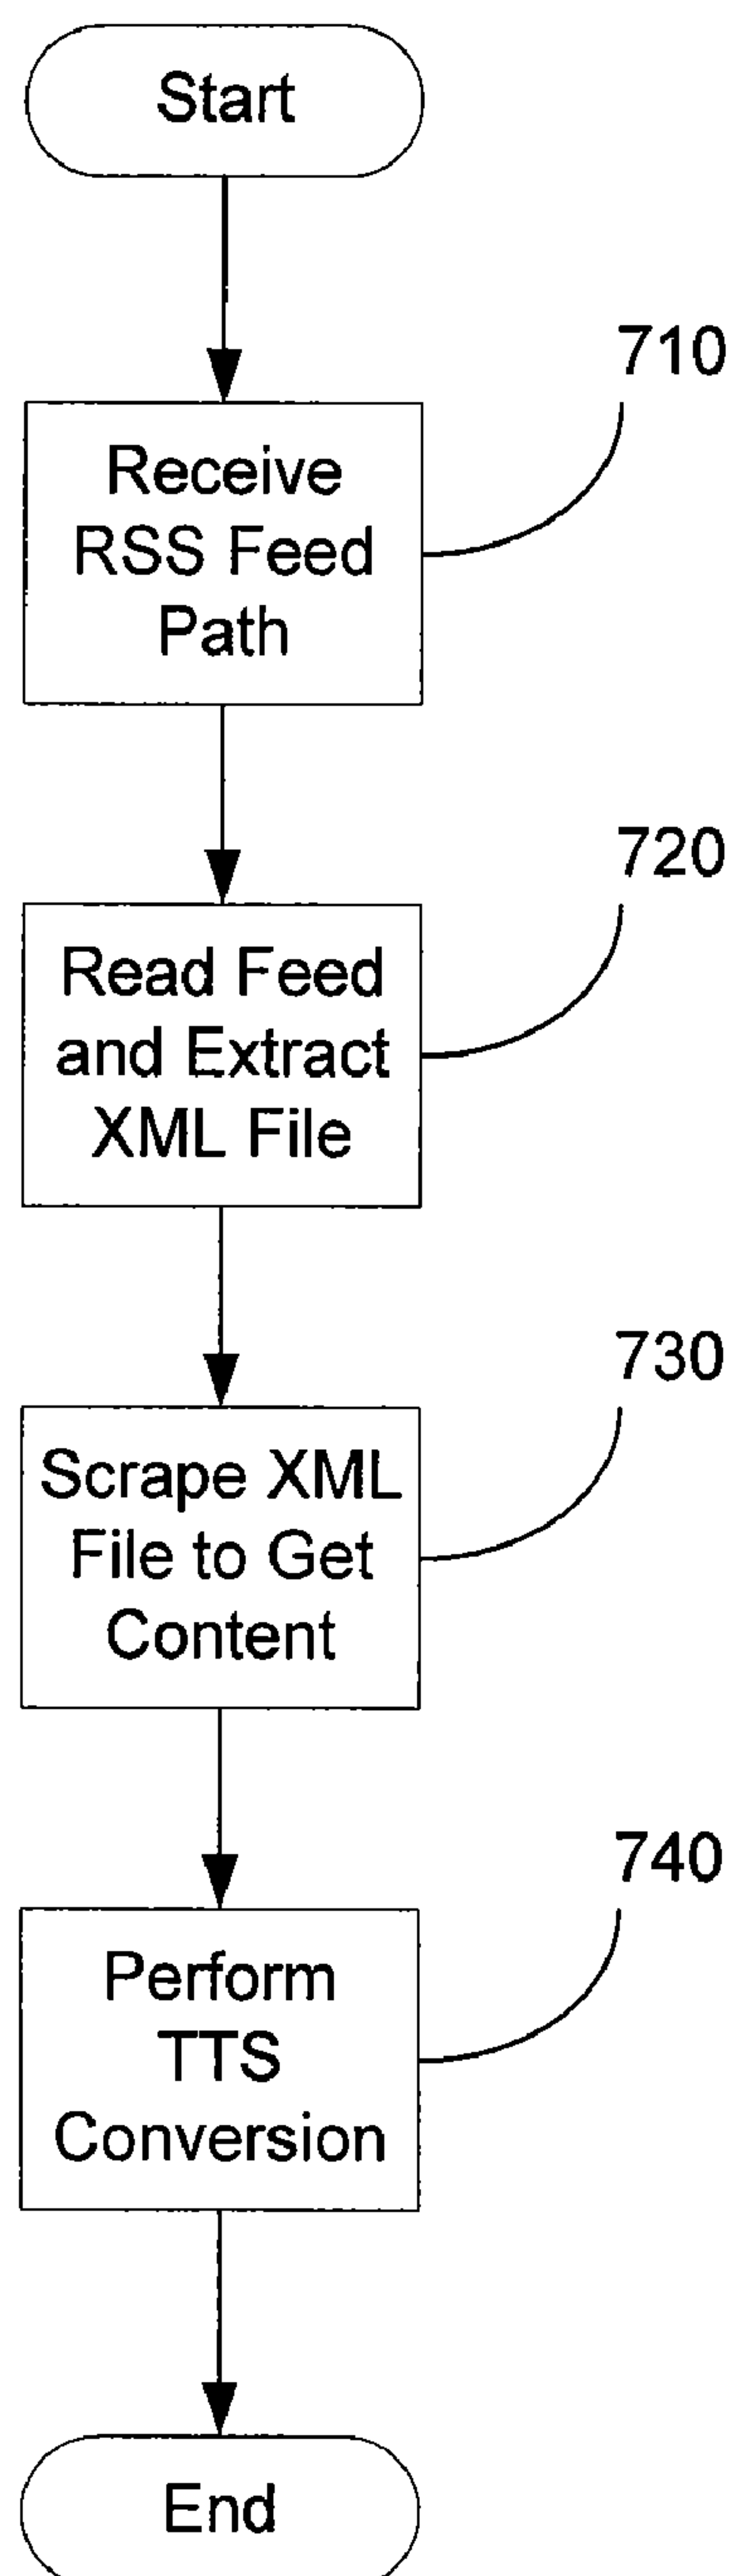 Start
710
Receive
RSS Feed
Path
720
Read Feed
and Extract
XML File
730
Scrape XML
File to Get
Content
740
Perform
TTS
Conversion
End